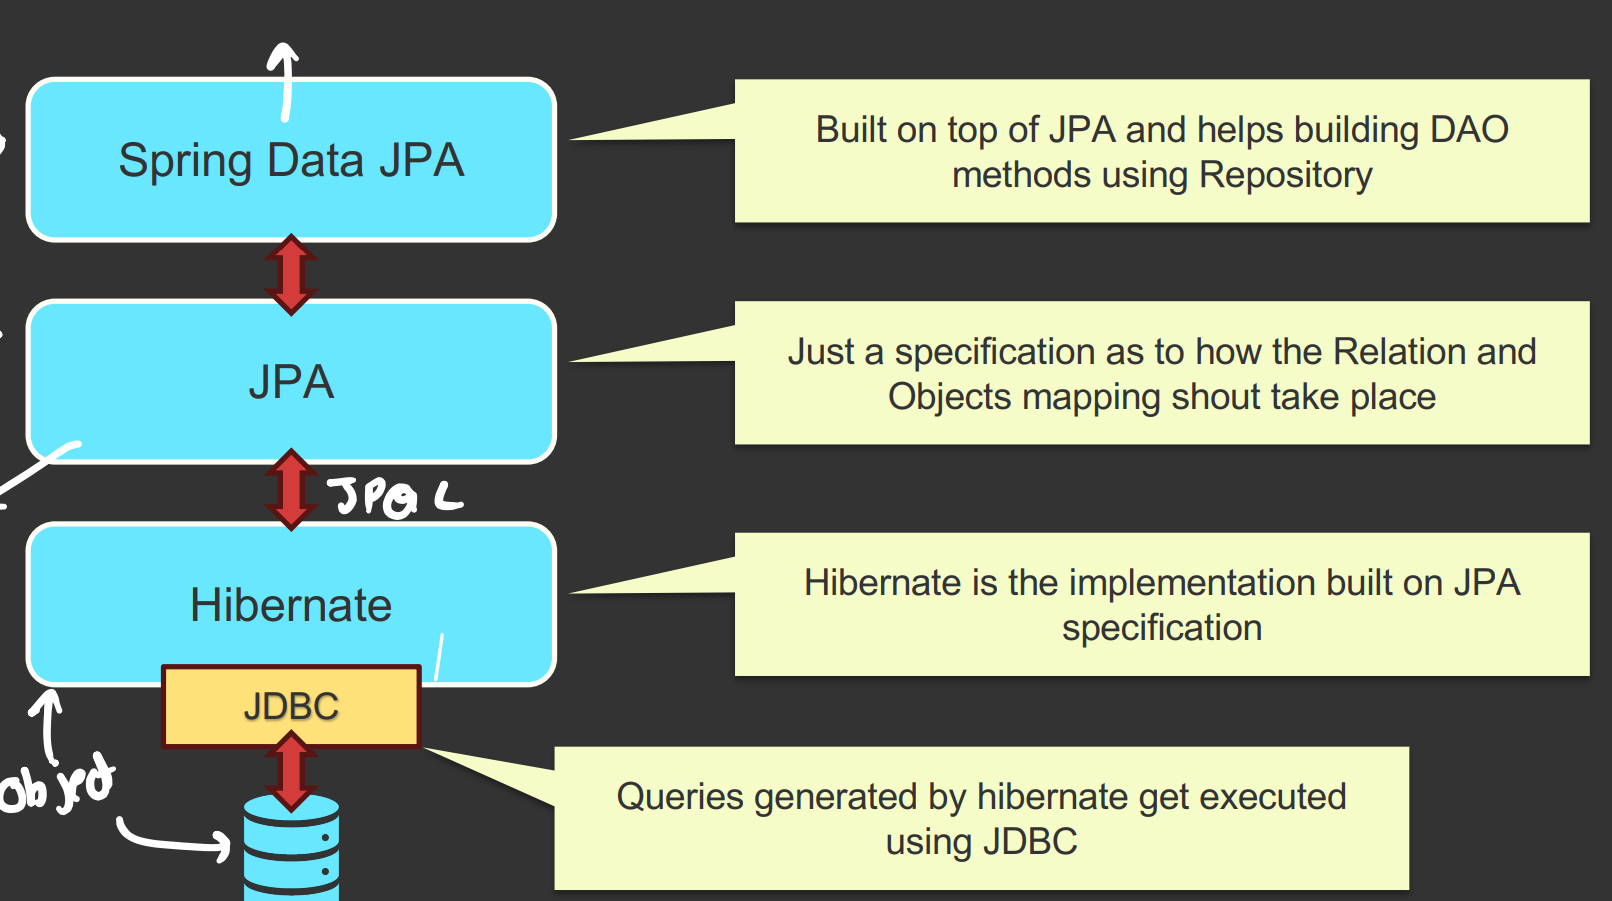 Spring Data JPA
Built on top of JPA and helps building DAO
methods using Repository
JPA
Just a specification as to how the Relation and
Objects mapping shout take place
JPQL
Hibernate
Hibernate is the implementation built on JPA
specification
JDBC
Object
Queries generated by hibernate get executed
using JDBC